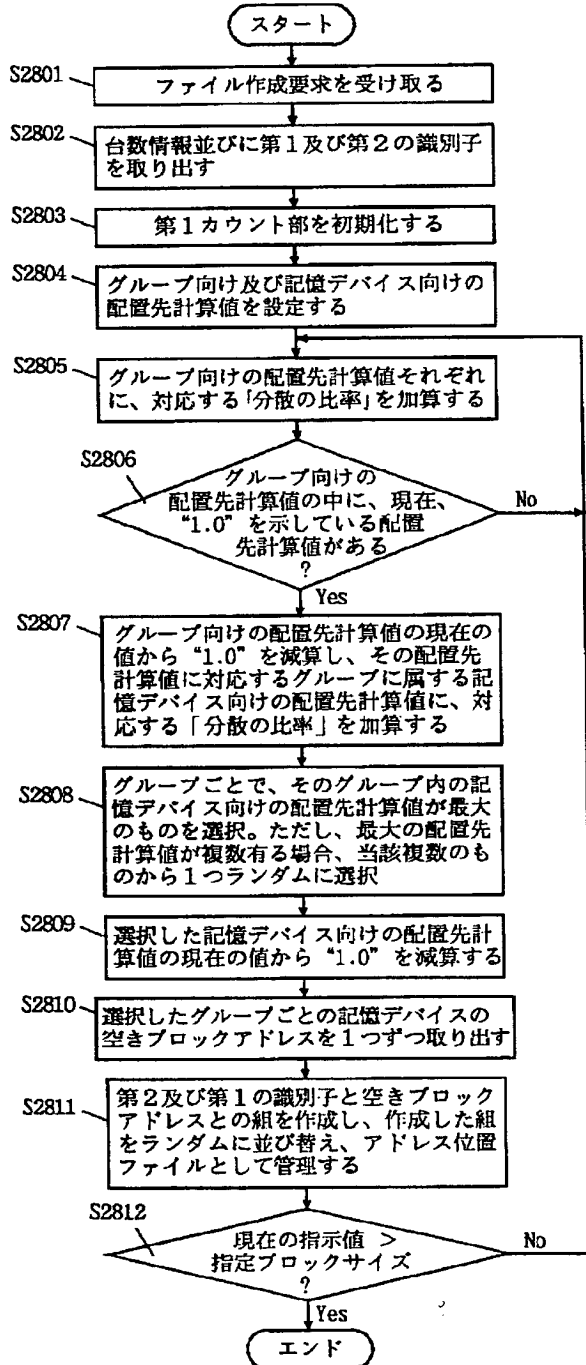 スタート
S2801
ファイル作成要求を受け取る
S2802
台数情報並びに第1及び第2の識別子
を取り出す
S2803
第1カウント部を初期化する
S2804
グループ向け及び記憶デバイス向けの
配置先計算値を設定する
S2805
グループ向けの配置先計算値それぞれ
に、対応する「分散の比率」を加算する
S2806
グループ向けの
配置先計算値の中に、現在、
“1.0”を示している配置
先計算値がある
?
No
Yes
S2807
グループ向けの配置先計算値の現在の
値から“1.0”を減算し、その配置先
計算値に対応するグループに属する記
憶デバイス向けの配置先計算値に、対
応する「分散の比率」を加算する
S2808
グループごとで、そのグループ内の記
憶デバイス向けの配置先計算値が最大
のものを選択。ただし、最大の配置先
計算値が複数有る場合、当該複数のも
のから1つランダムに選択
S2809
選択した記憶デバイス向けの配置先計
算値の現在の値から“1.0”を減算する
S2810
選択したグループごとの記憶デバイスの
空きブロックアドレスを1つずつ取り出す
S2811
第2及び第1の識別子と空きブロック
アドレスとの組を作成し、作成した組
をランダムに並び替え、アドレス位置
ファイルとして管理する
S2812
現在の指示値 >
指定ブロックサイズ
?
No
Yes
エンド